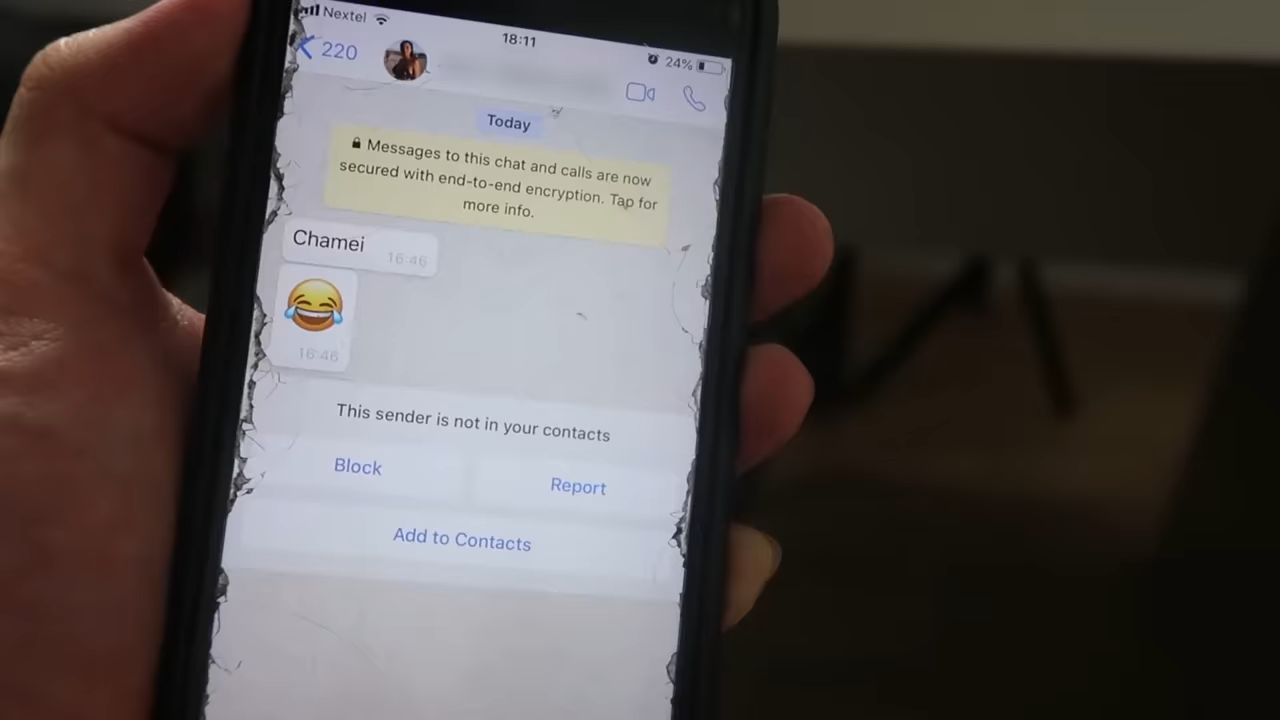 Nextel 18:11 24%
220
Today
Messages to this chat and calls are now
secured with end-to-end encryption. Tap for
more info.
Chamei 16:46
😂
16:46
This sender is not in your contacts
Block Report
Add to Contacts